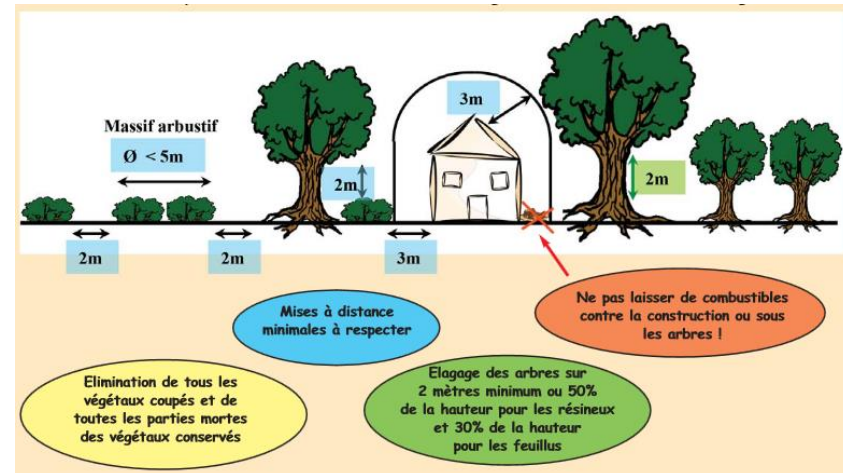 3m
Massif arbustif
Ø < 5m
2m
2m
2m
2m
3m
Mises à distance
minimales à respecter
Ne pas laisser de combustibles
contre la construction ou sous
les arbres !
Elimination de tous les
végétaux coupés et de
toutes les parties mortes
des végétaux conservés
Elagage des arbres sur
2 mètres minimum ou 50%
de la hauteur pour les résineux
et 30% de la hauteur
pour les feuillus